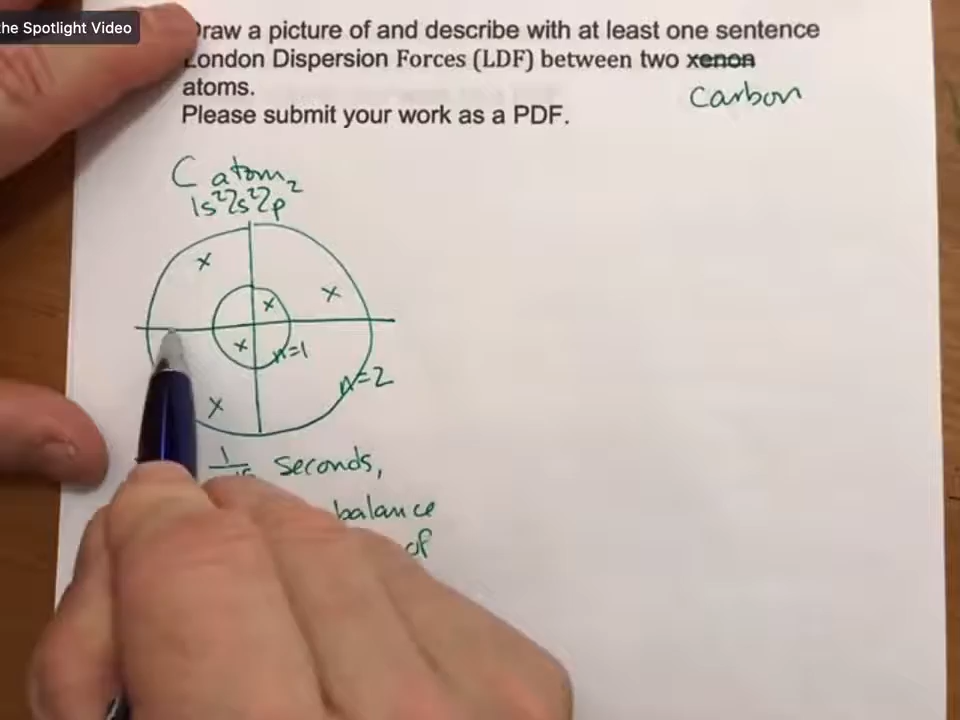 the Spotlight Video
Draw a picture of and describe with at least one sentence
London Dispersion Forces (LDF) between two xenon
Carbon
atoms.
Please submit your work as a PDF.
C atom
1s²2s²2p²
n=1
n=2
seconds,
balance
of